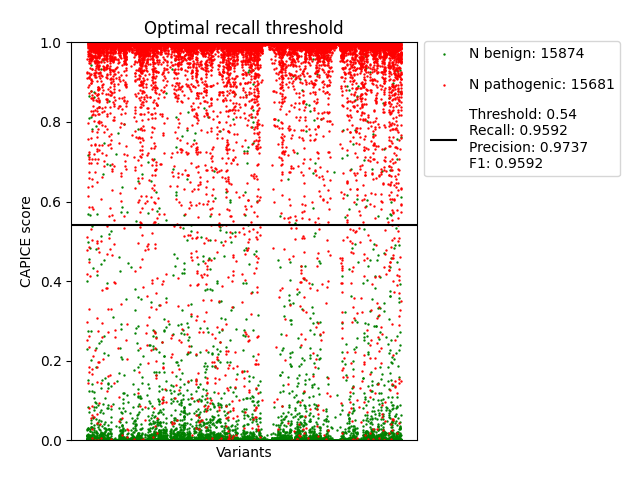 Optimal recall threshold
1.0
0.8
0.6
0.4
0.2
0.0
CAPICE score
Variants
N benign: 15874
N pathogenic: 15681
Threshold: 0.54
Recall: 0.9592
Precision: 0.9737
F1: 0.9592